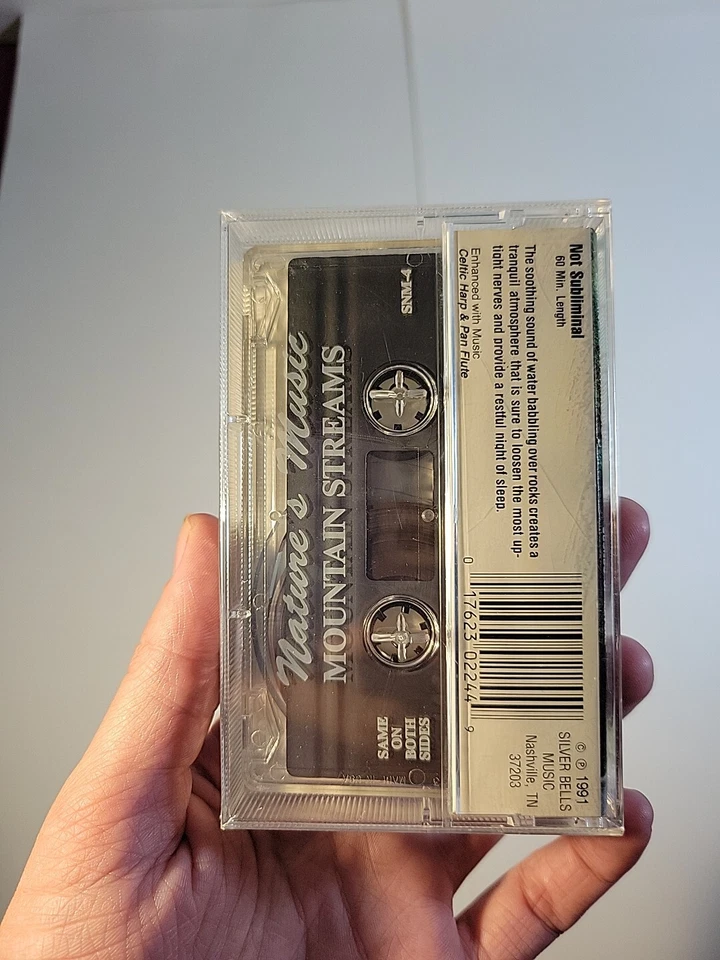 Nature's Music
MOUNTAIN STREAMS
SNM-4
SAME
ON
BOTH
SIDES
MADE IN USA
Not Subliminal
60 Min. Length
The soothing sound of water babbling over rocks creates a
tranquil atmosphere that is sure to loosen the most up-
tight nerves and provide a restful night of sleep.
Enhanced with Music
Celtic Harp & Pan Flute
0 17623 02244 9
© ℗ 1991
SILVER BELLS
MUSIC
Nashville, TN
37203